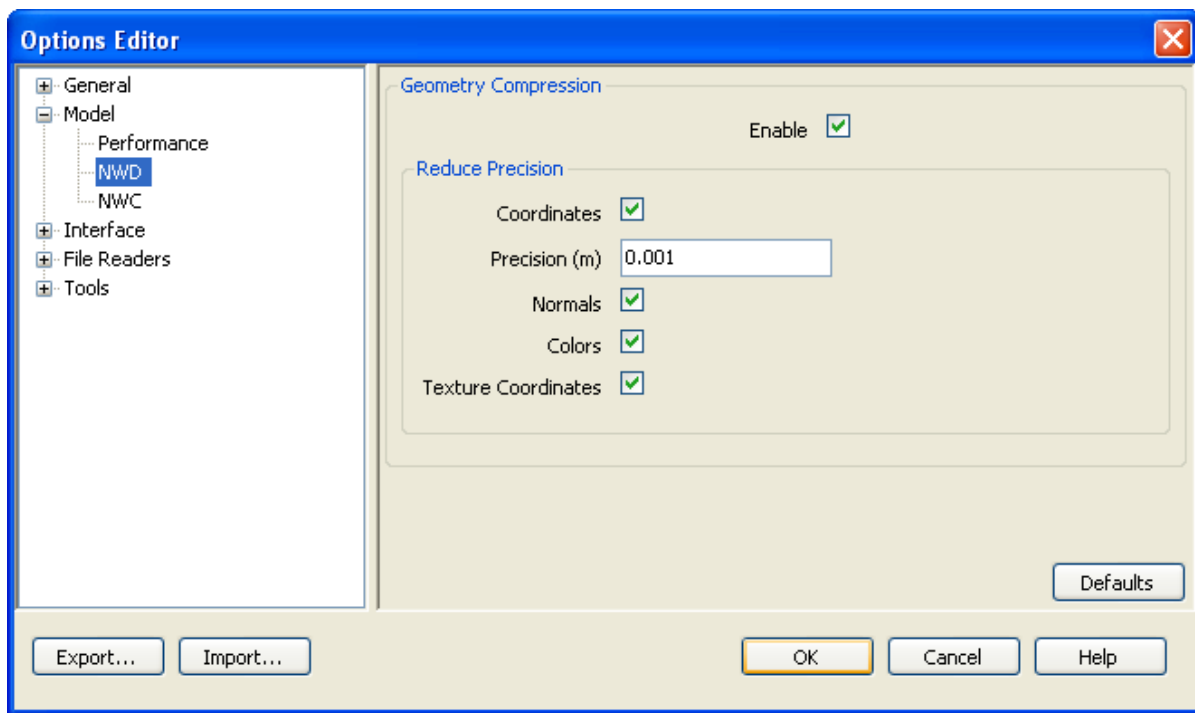 Options Editor
General
Model
Performance
NWD
NWC
Interface
File Readers
Tools
Geometry Compression
Enable
Reduce Precision
Coordinates
Precision (m) 0.001
Normals
Colors
Texture Coordinates
Defaults
Export... Import... OK Cancel Help